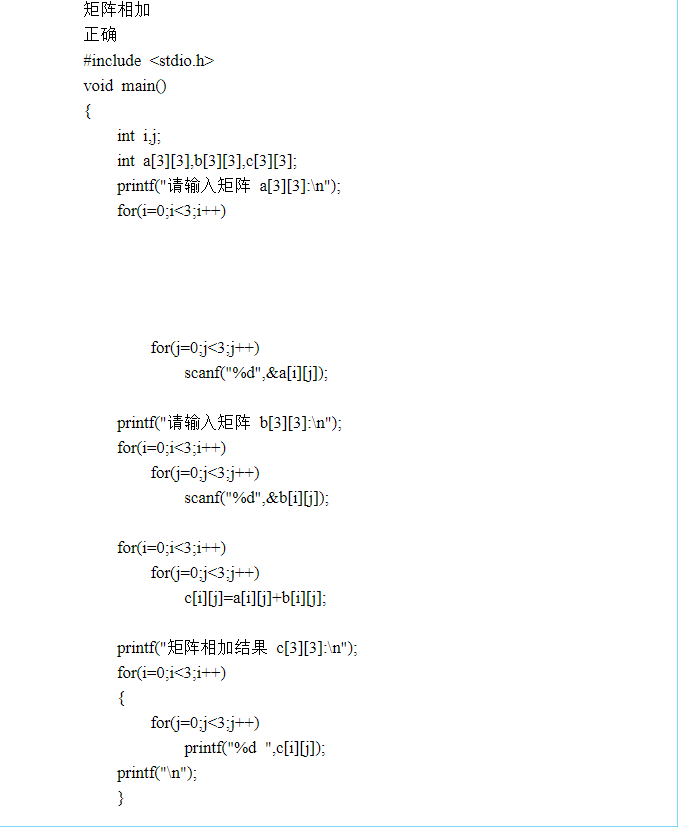 矩阵相加
正确
#include <stdio.h>
void main()
{
int i,j;
int a[3][3],b[3][3],c[3][3];
printf("请输入矩阵 a[3][3]:\n");
for(i=0;i<3;i++)
for(j=0;j<3;j++)
scanf("%d",&a[i][j]);
printf("请输入矩阵 b[3][3]:\n");
for(i=0;i<3;i++)
for(j=0;j<3;j++)
scanf("%d",&b[i][j]);
for(i=0;i<3;i++)
for(j=0;j<3;j++)
c[i][j]=a[i][j]+b[i][j];
printf("矩阵相加结果 c[3][3]:\n");
for(i=0;i<3;i++)
{
for(j=0;j<3;j++)
printf("%d ",c[i][j]);
printf("\n");
}